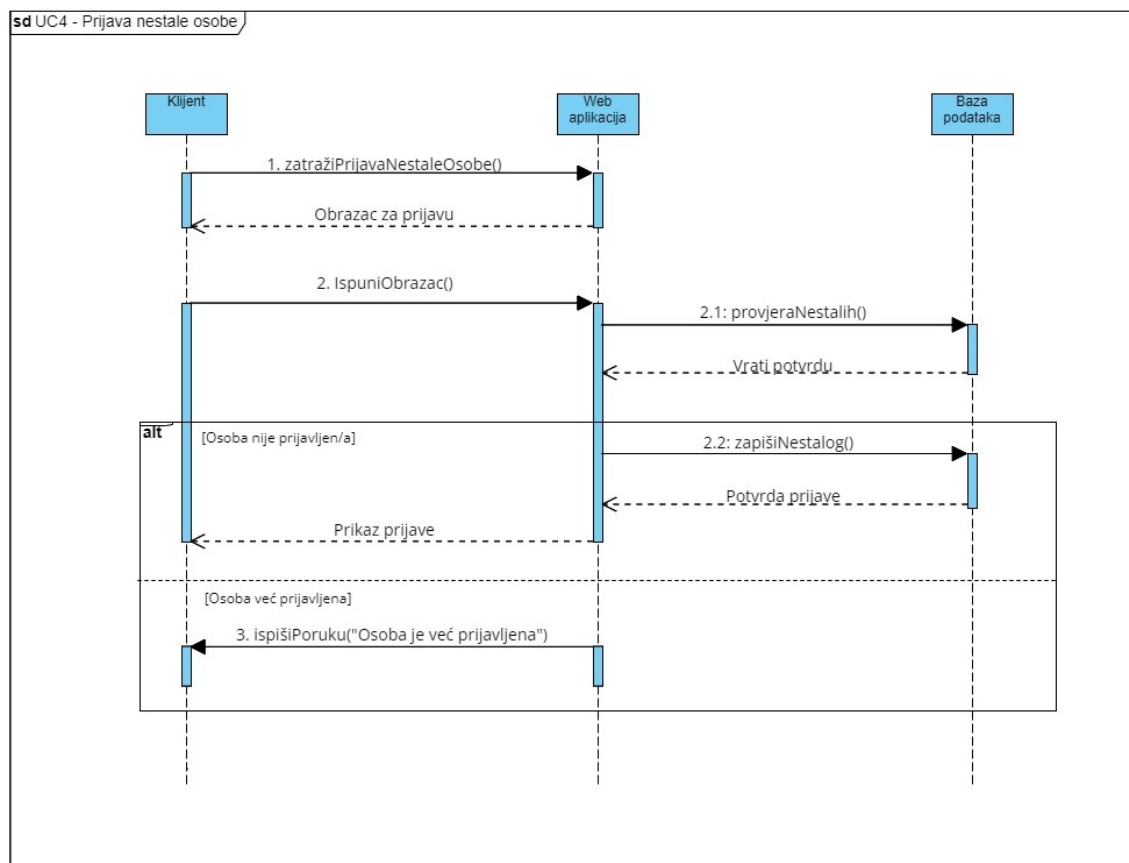 sd UC4 - Prijava nestale osobe
Klijent
Web
aplikacija
Baza
podataka
1. zatražiPrijavaNestaleOsobe()
Obrazac za prijavu
2. IspuniObrazac()
2.1: provjeraNestalih()
Vrati potvrdu
alt
[Osoba nije prijavljen/a]
2.2: zapišiNestalog()
Potvrda prijave
Prikaz prijave
[Osoba već prijavljena]
3. ispišiPoruku("Osoba je već prijavljena")